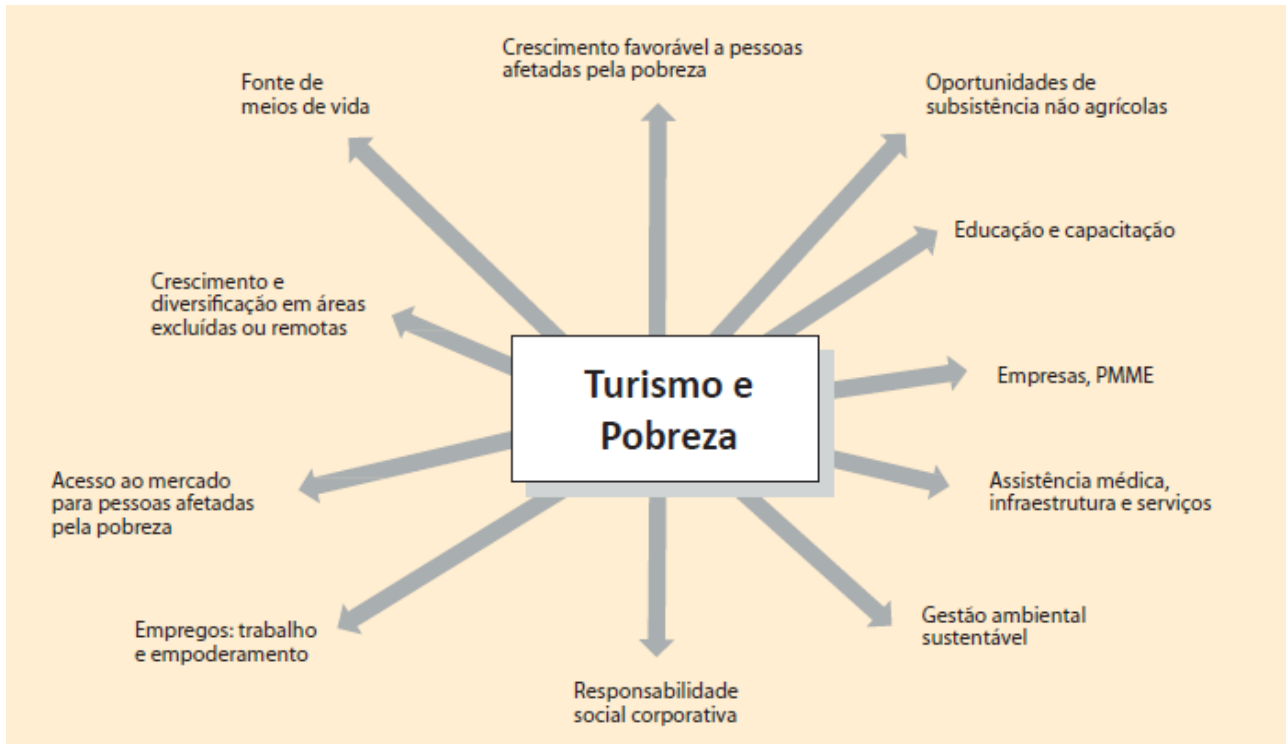 Crescimento favorável a pessoas
afetadas pela pobreza
Fonte de
meios de vida
Oportunidades de
subsistência não agrícolas
Educação e capacitação
Crescimento e
diversificação em áreas
excluídas ou remotas
Turismo e
Pobreza
Empresas, PMME
Acesso ao mercado
para pessoas afetadas
pela pobreza
Assistência médica,
infraestrutura e serviços
Empregos: trabalho
e empoderamento
Gestão ambiental
sustentável
Responsabilidade
social corporativa